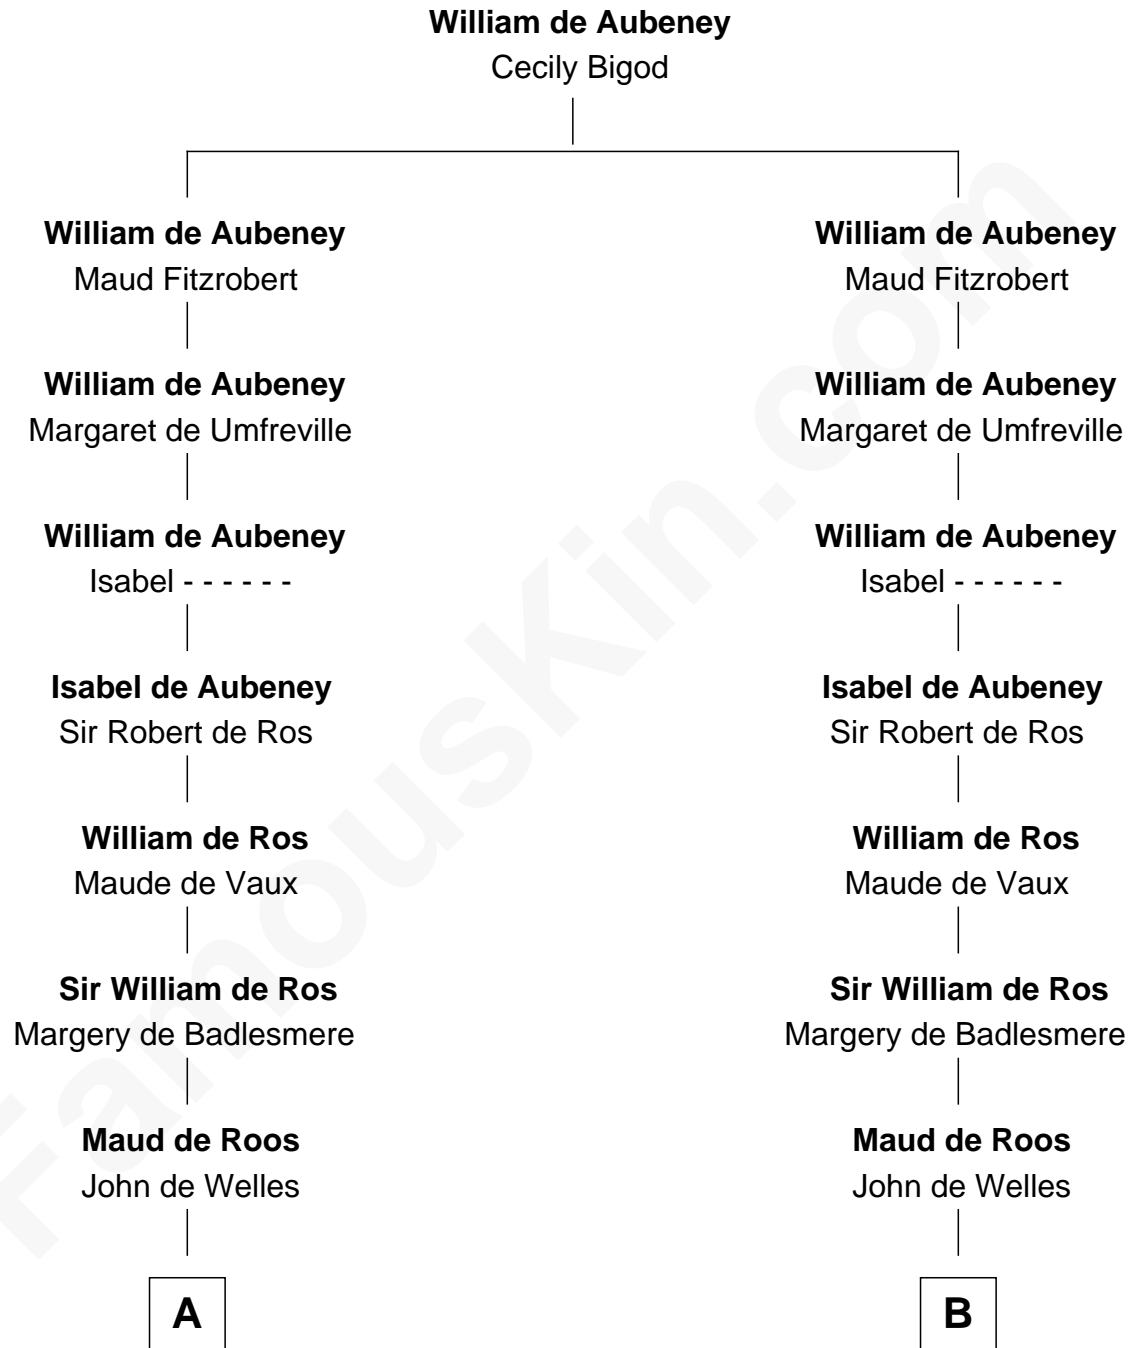 William de Aubeney
Cecily Bigod
William de Aubeney
Maud Fitzrobert
William de Aubeney
Margaret de Umfreville
William de Aubeney
Isabel - - - - - -
Isabel de Aubeney
Sir Robert de Ros
William de Ros
Maude de Vaux
Sir William de Ros
Margery de Badlesmere
Maud de Roos
John de Welles
A
William de Aubeney
Maud Fitzrobert
William de Aubeney
Margaret de Umfreville
William de Aubeney
Isabel - - - - - -
Isabel de Aubeney
Sir Robert de Ros
William de Ros
Maude de Vaux
Sir William de Ros
Margery de Badlesmere
Maud de Roos
John de Welles
B
FamousKin.com